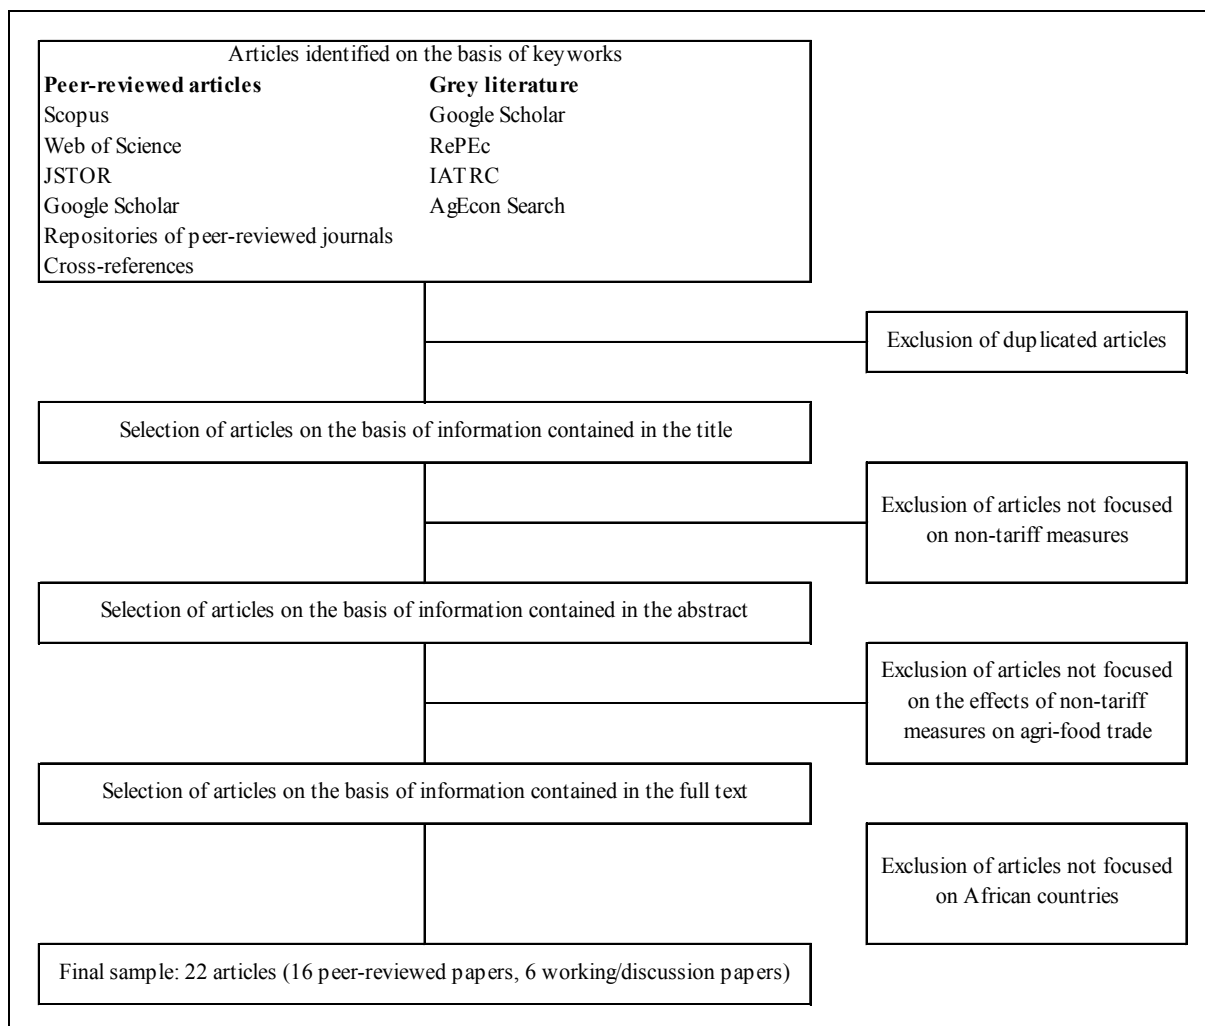 Articles identified on the basis of keyworks
Peer-reviewed articles
Scopus
Web of Science
JSTOR
Google Scholar
Repositories of peer-reviewed journals
Cross-references
Grey literature
Google Scholar
RePEc
IATRC
AgEcon Search
Exclusion of duplicated articles
Selection of articles on the basis of information contained in the title
Exclusion of articles not focused
on non-tariff measures
Selection of articles on the basis of information contained in the abstract
Exclusion of articles not focused
on the effects of non-tariff
measures on agri-food trade
Selection of articles on the basis of information contained in the full text
Exclusion of articles not focused
on African countries
Final sample: 22 articles (16 peer-reviewed papers, 6 working/discussion papers)